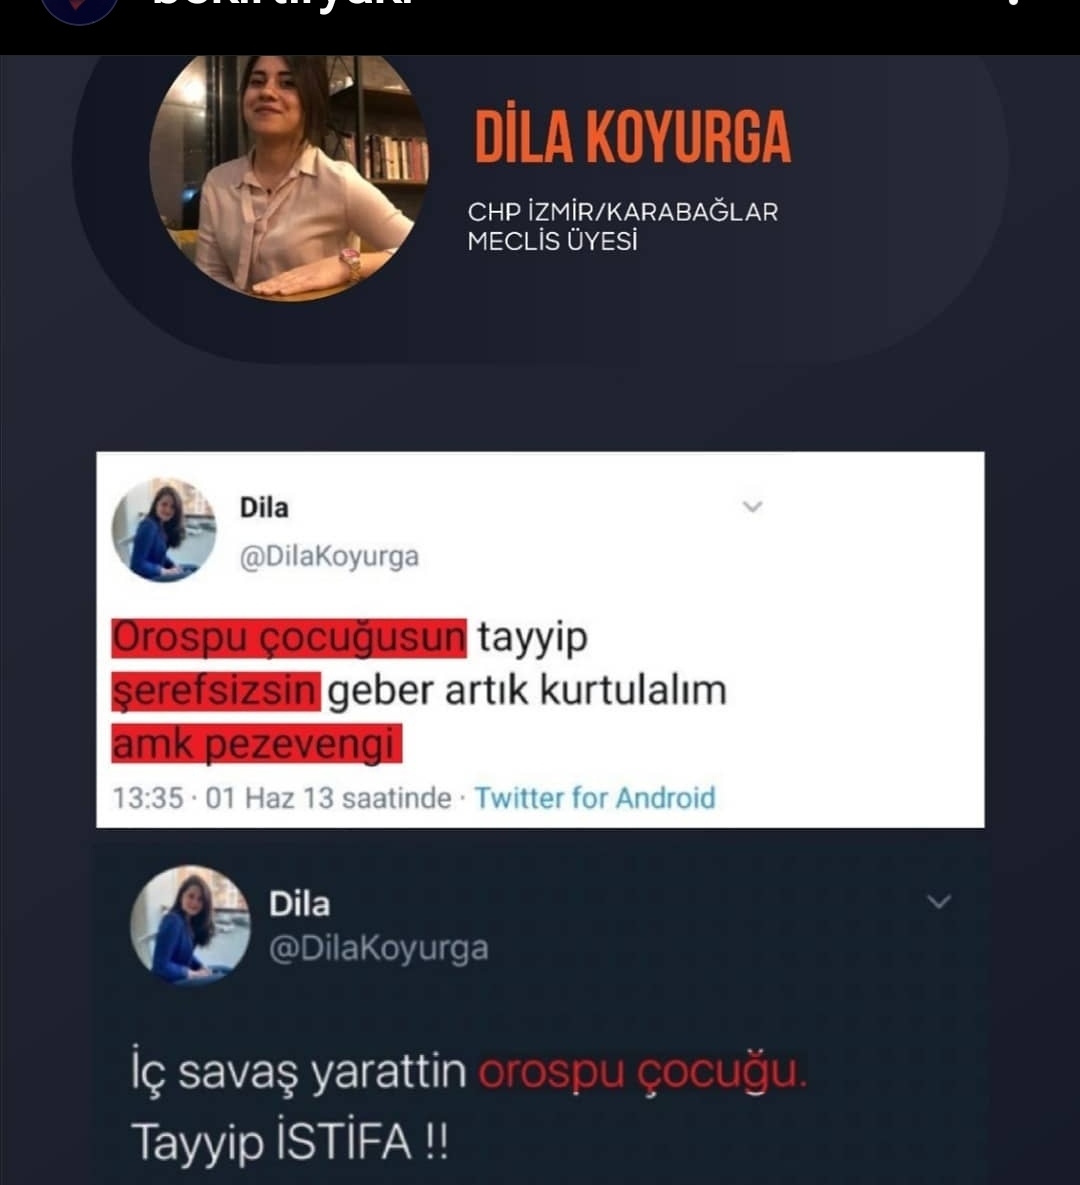 DİLA KOYURGA
CHP İZMİR/KARABAĞLAR
MECLİS ÜYESİ
Dila
@DilaKoyurga
Orospu çocuğusun tayyip
şerefsizsin geber artık kurtulalım
amk pezevengi
13:35 · 01 Haz 13 saatinde · Twitter for Android
Dila
@DilaKoyurga
İç savaş yarattin orospu çocuğu.
Tayyip İSTİFA !!